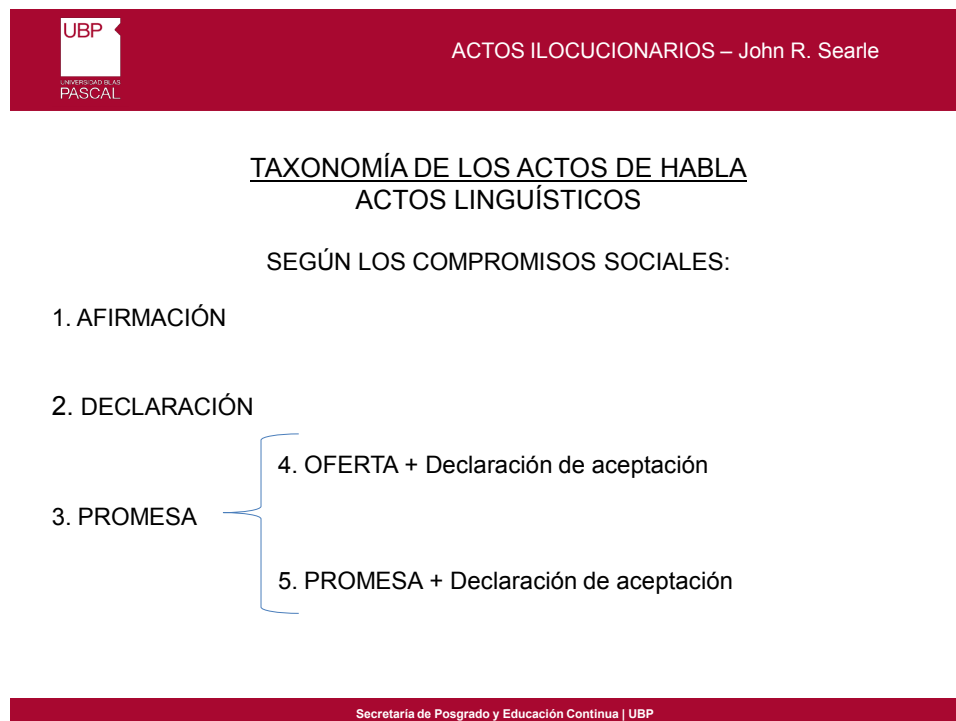 UBP
UNIVERSIDAD BLAS
PASCAL
ACTOS ILOCUCIONARIOS – John R. Searle
TAXONOMÍA DE LOS ACTOS DE HABLA
ACTOS LINGUÍSTICOS
SEGÚN LOS COMPROMISOS SOCIALES:
1. AFIRMACIÓN
2. DECLARACIÓN
4. OFERTA + Declaración de aceptación
3. PROMESA
5. PROMESA + Declaración de aceptación
Secretaría de Posgrado y Educación Continua | UBP